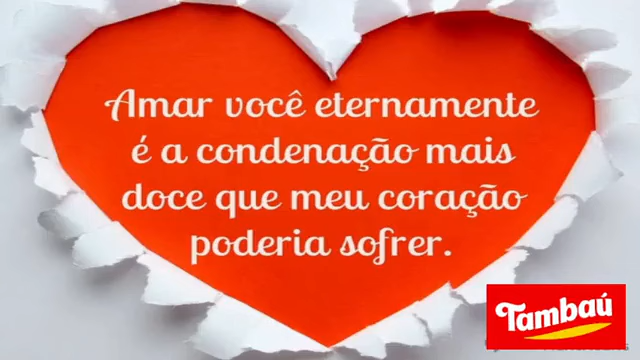 Amar você eternamente
é a condenação mais
doce que meu coração
poderia sofrer.
Tambaú